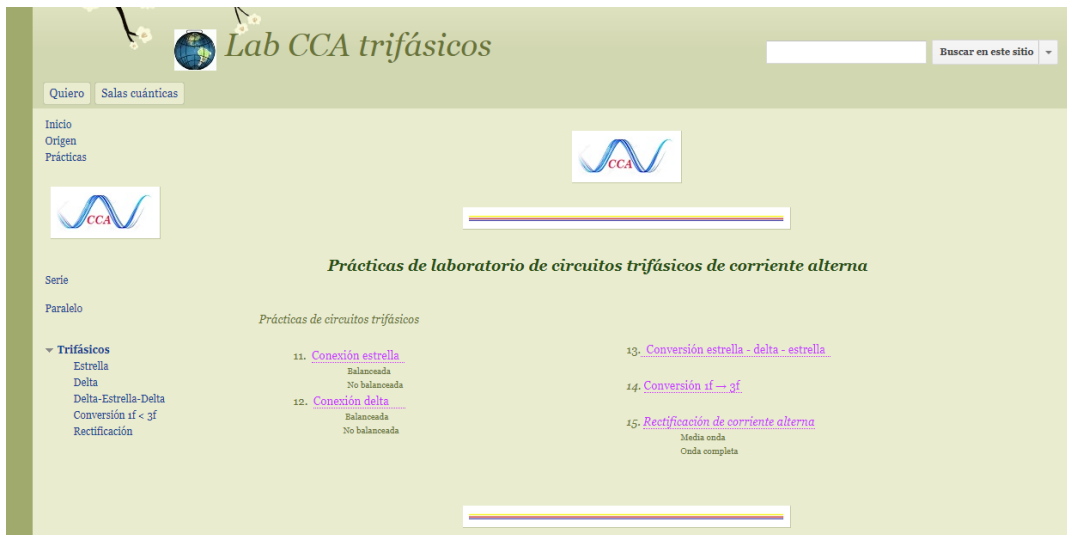 Lab CCA trifásicos
Buscar en este sitio
Quiero
Salas cuánticas
Início
Origen
Prácticas
CCA
Serie
Paralelo
Trifásicos
Estrella
Delta
Delta-Estrella-Delta
Conversión 1f < 3f
Rectificación
CCA
Prácticas de laboratorio de circuitos trifásicos de corriente alterna
Prácticas de circuitos trifásicos
11. Conexión estrella
Balanceada
No balanceada
12. Conexión delta
Balanceada
No balanceada
13. Conversión estrella - delta - estrella
14. Conversión 1f → 3f
15. Rectificación de corriente alterna
Media onda
Onda completa